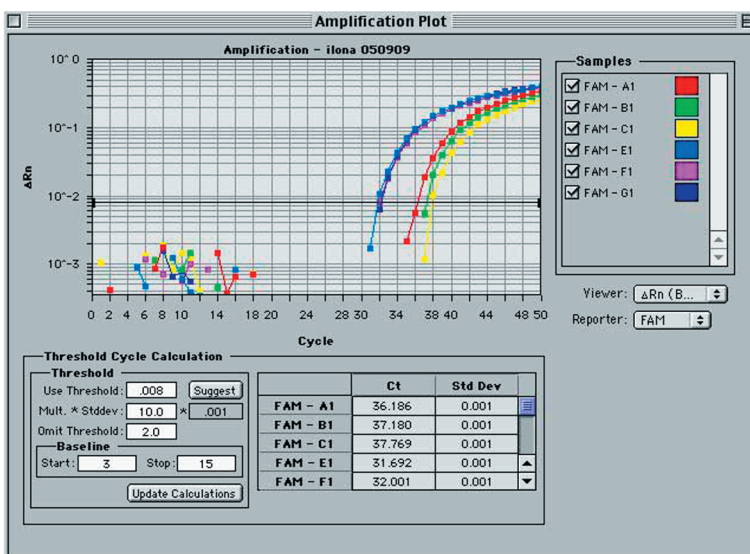 Amplification Plot
Amplification - ilona 050909
10^0
10^-1
10^-2
10^-3
ΔRn
0 2 4 6 8 10 12 14 16 18 20 22 24 28 30 34 38 40 44 48 50
Cycle
Samples
FAM - A1
FAM - B1
FAM - C1
FAM - E1
FAM - F1
FAM - G1
Viewer: ΔRn (B...
Reporter: FAM
Threshold Cycle Calculation
Threshold
Use Threshold: .008 Suggest
Mult. * Stddev: 10.0 * .001
Omit Threshold: 2.0
Baseline
Start: 3 Stop: 15
Update Calculations
Ct Std Dev
FAM - A1 36.186 0.001
FAM - B1 37.180 0.001
FAM - C1 37.769 0.001
FAM - E1 31.692 0.001
FAM - F1 32.001 0.001